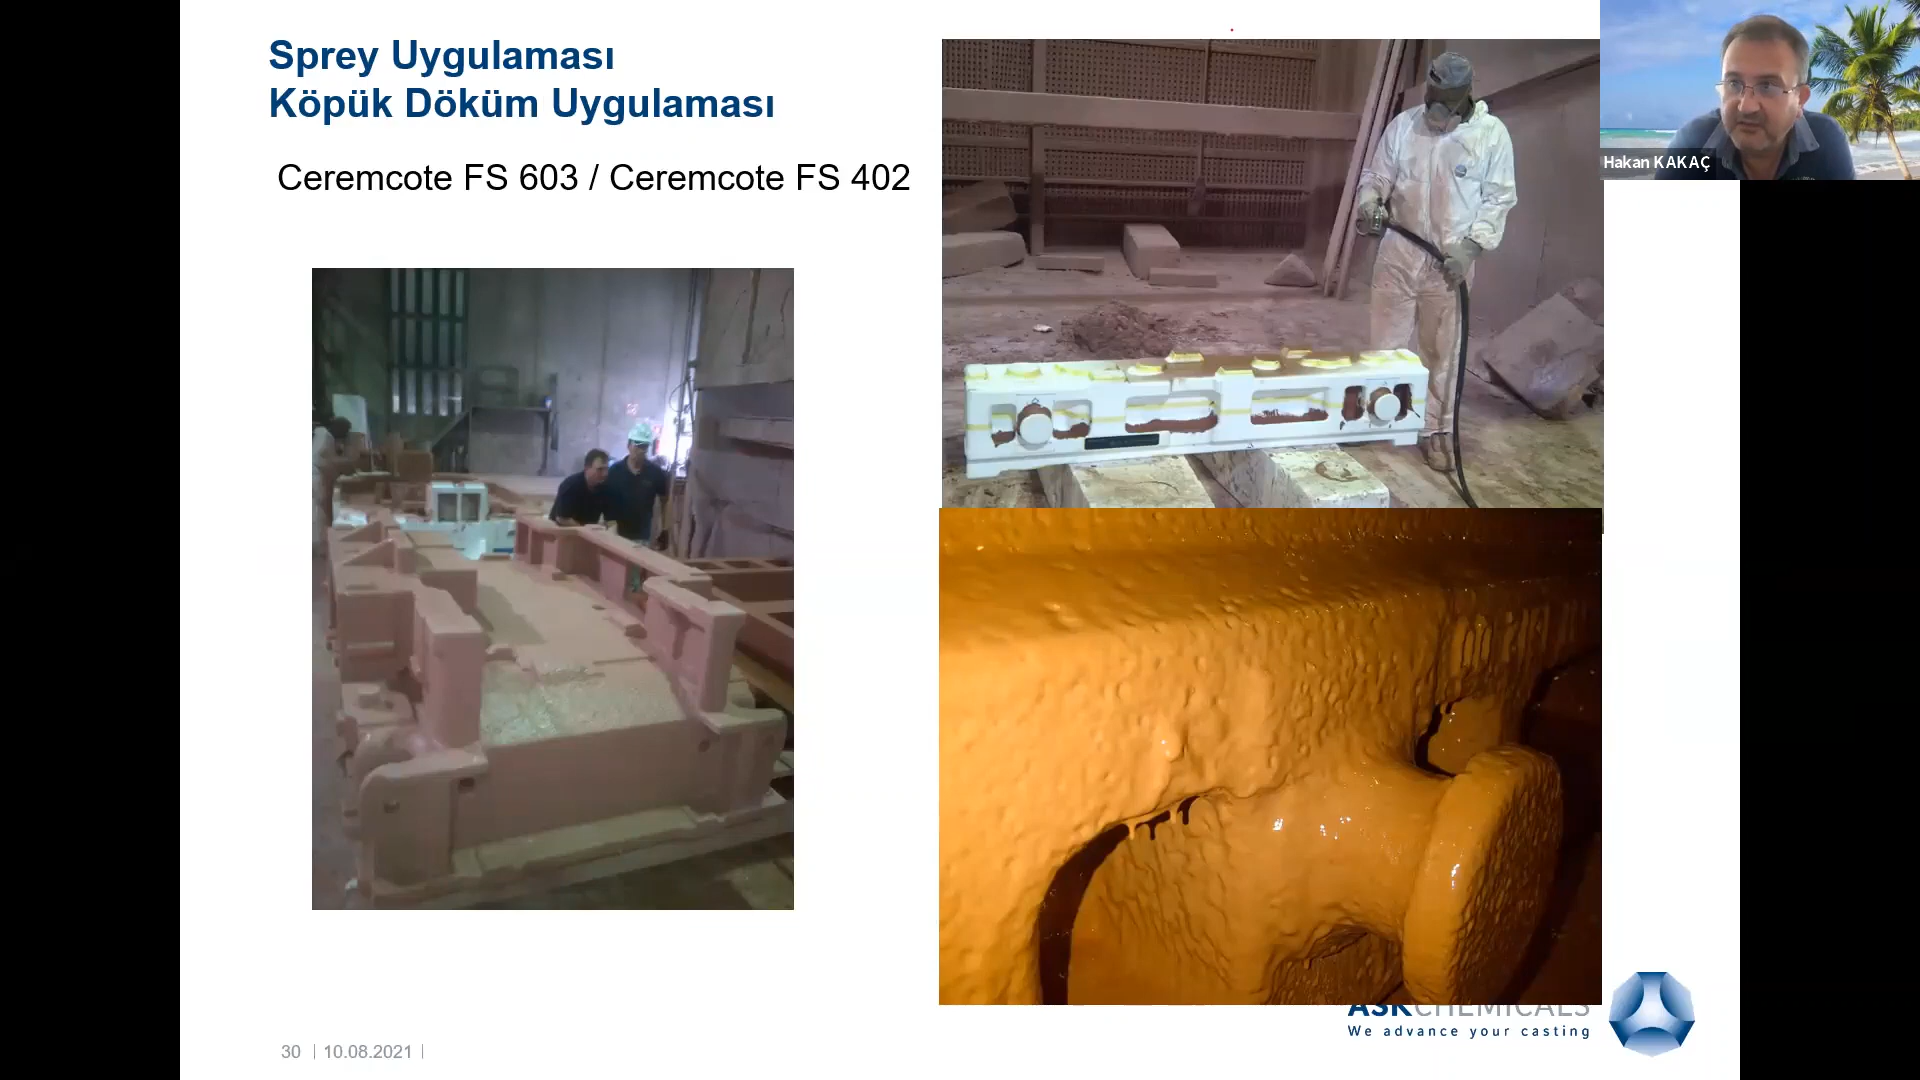 Sprey Uygulaması
Köpük Döküm Uygulaması
Ceremcote FS 603 / Ceremcote FS 402
Hakan KAKAÇ
ASKCHEMICALS
We advance your casting
30 | 10.08.2021 |